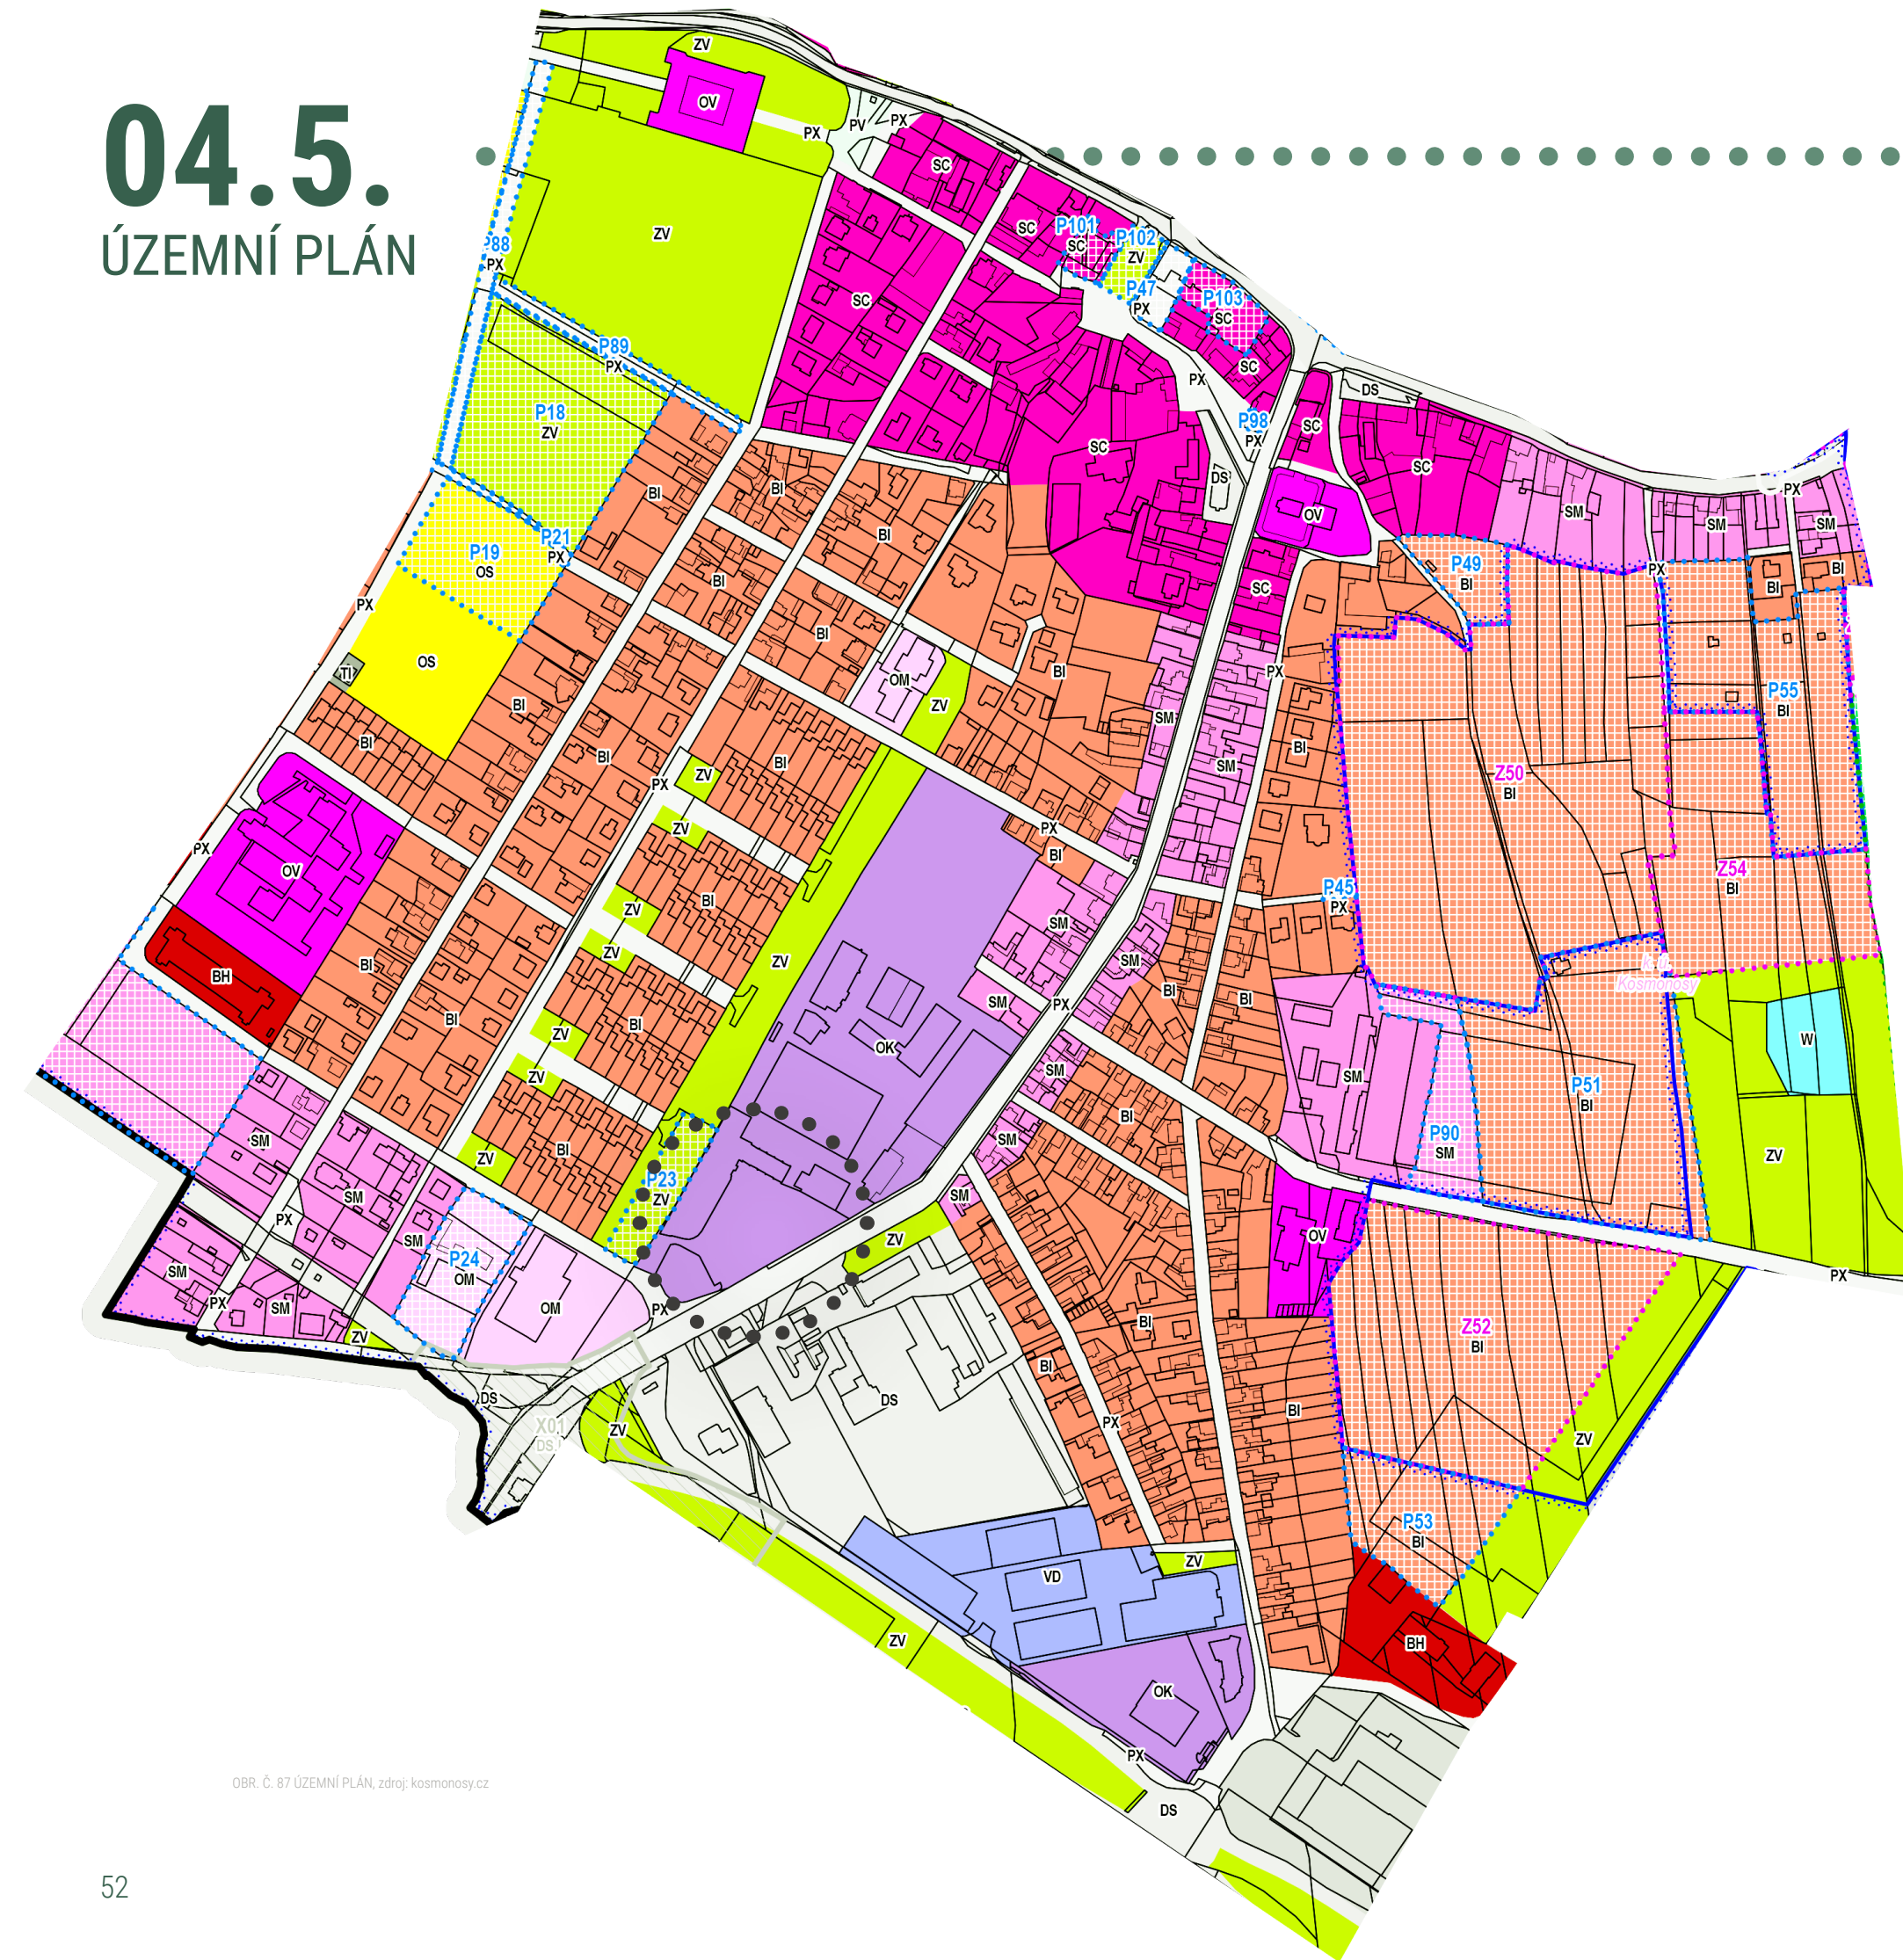 04.5.
ÚZEMNÍ PLÁN
ZV
OV
PX
PV
PX
SC
ZV
P88
PX
SC
P101
SC
P102
ZV
P47
PX
P103
SC
SC
SC
P89
PX
PX
DS
P18
ZV
P98
PX
SC
SC
SC
DS
BI
BI
OV
PX
SM
SM
SM
BI
P21
PX
P19
OS
P49
BI
PX
BI
BI
BI
SC
PX
BI
OS
TI
OM
BI
PX
ZV
P55
BI
BI
SM
BI
BI
BI
ZV
BI
SM
Z50
BI
PX
ZV
PX
BI
PX
OV
Z54
BI
P45
PX
BI
ZV
SM
ZV
ZV
SM
BH
BI
SM
PX
BI
BI
k. ú.
Kosmonosy
BI
BI
ZV
OK
W
ZV
SM
SM
P51
BI
BI
P90
SM
SM
SM
ZV
BI
ZV
P23
ZV
SM
SM
PX
SM
P24
OM
ZV
OV
SM
PX
SM
OM
PX
ZV
BI
BI
Z52
BI
PX
DS
DS
X01
DS
ZV
PX
BI
ZV
P53
BI
VD
ZV
ZV
BH
OK
PX
DS
OBR. Č. 87 ÚZEMNÍ PLÁN, zdroj: kosmonosy.cz
52